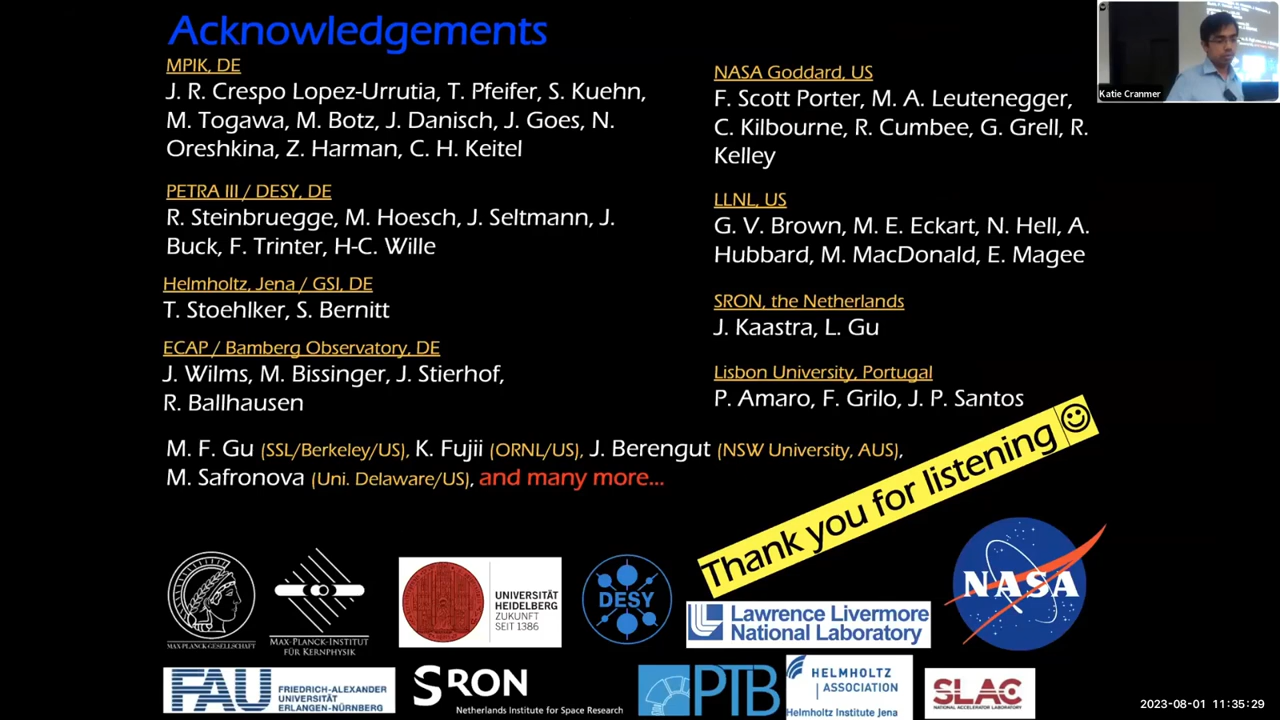 Acknowledgements
MPIK, DE
J. R. Crespo Lopez-Urrutia, T. Pfeifer, S. Kuehn,
M. Togawa, M. Botz, J. Danisch, J. Goes, N.
Oreshkina, Z. Harman, C. H. Keitel
PETRA III / DESY, DE
R. Steinbruegge, M. Hoesch, J. Seltmann, J.
Buck, F. Trinter, H-C. Wille
Helmholtz, Jena / GSI, DE
T. Stoehlker, S. Bernitt
ECAP / Bamberg Observatory, DE
J. Wilms, M. Bissinger, J. Stierhof,
R. Ballhausen
NASA Goddard, US
F. Scott Porter, M. A. Leutenegger,
C. Kilbourne, R. Cumbee, G. Grell, R.
Kelley
LLNL, US
G. V. Brown, M. E. Eckart, N. Hell, A.
Hubbard, M. MacDonald, E. Magee
SRON, the Netherlands
J. Kaastra, L. Gu
Lisbon University, Portugal
P. Amaro, F. Grilo, J. P. Santos
M. F. Gu (SSL/Berkeley/US), K. Fujii (ORNL/US), J. Berengut (NSW University, AUS),
M. Safronova (Uni. Delaware/US), and many more...
Thank you for listening ☺
Katie Cranmer
MAX PLANCK GESELLSCHAFT
MAX-PLANCK-INSTITUT
FÜR KERNPHYSIK
UNIVERSITÄT
HEIDELBERG
ZUKUNFT
SEIT 1386
DESY
Lawrence Livermore
National Laboratory
NASA
FAU
FRIEDRICH-ALEXANDER
UNIVERSITÄT
ERLANGEN-NÜRNBERG
SRON
Netherlands Institute for Space Research
PTB
HELMHOLTZ
ASSOCIATION
Helmholtz Institute Jena
SLAC
NATIONAL ACCELERATOR LABORATORY
2023-08-01 11:35:29